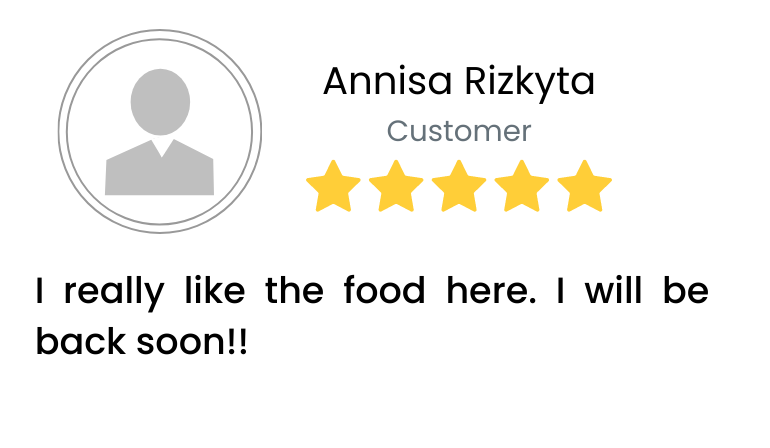 Annisa Rizkyta
Customer
I really like the food here. I will be
back soon!!